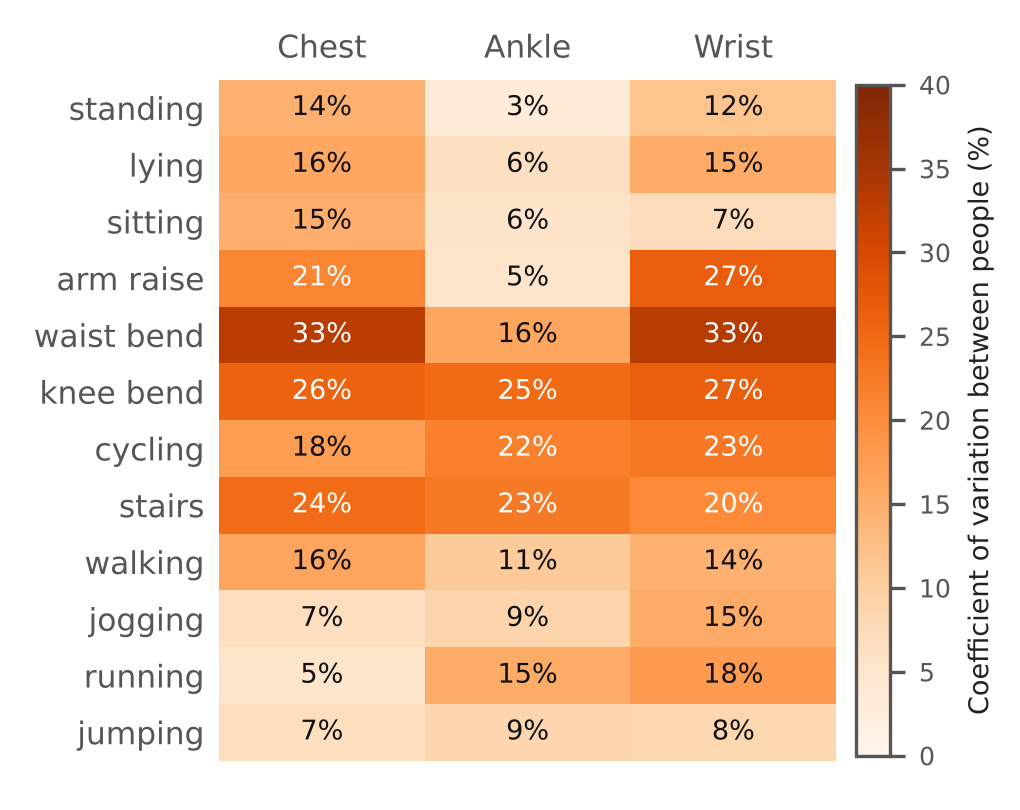 Chest Ankle Wrist
standing 14% 3% 12%
lying 16% 6% 15%
sitting 15% 6% 7%
arm raise 21% 5% 27%
waist bend 33% 16% 33%
knee bend 26% 25% 27%
cycling 18% 22% 23%
stairs 24% 23% 20%
walking 16% 11% 14%
jogging 7% 9% 15%
running 5% 15% 18%
jumping 7% 9% 8%
40
35
30
25
20
15
10
5
0
Coefficient of variation between people (%)